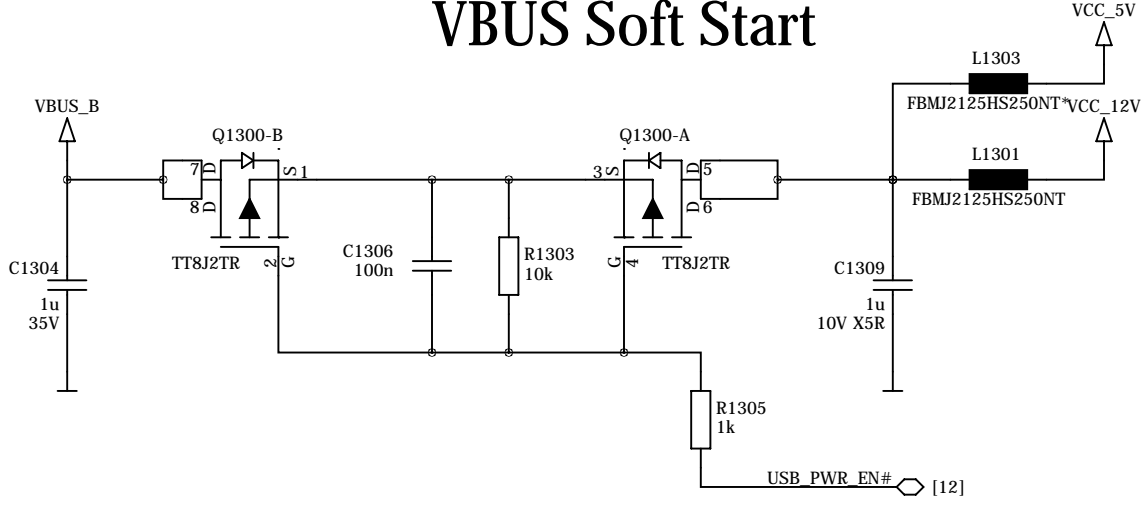 VBUS Soft Start
VCC_5V
L1303
FBMJ2125HS250NT*
VCC_12V
VBUS_B
Q1300-B
Q1300-A
L1301
FBMJ2125HS250NT
7 D
8 D
S 1
3 S
D 5
D 6
2 G
G 4
TT8J2TR
TT8J2TR
C1304
1u
35V
C1306
100n
R1303
10k
C1309
1u
10V X5R
R1305
1k
USB_PWR_EN# [12]